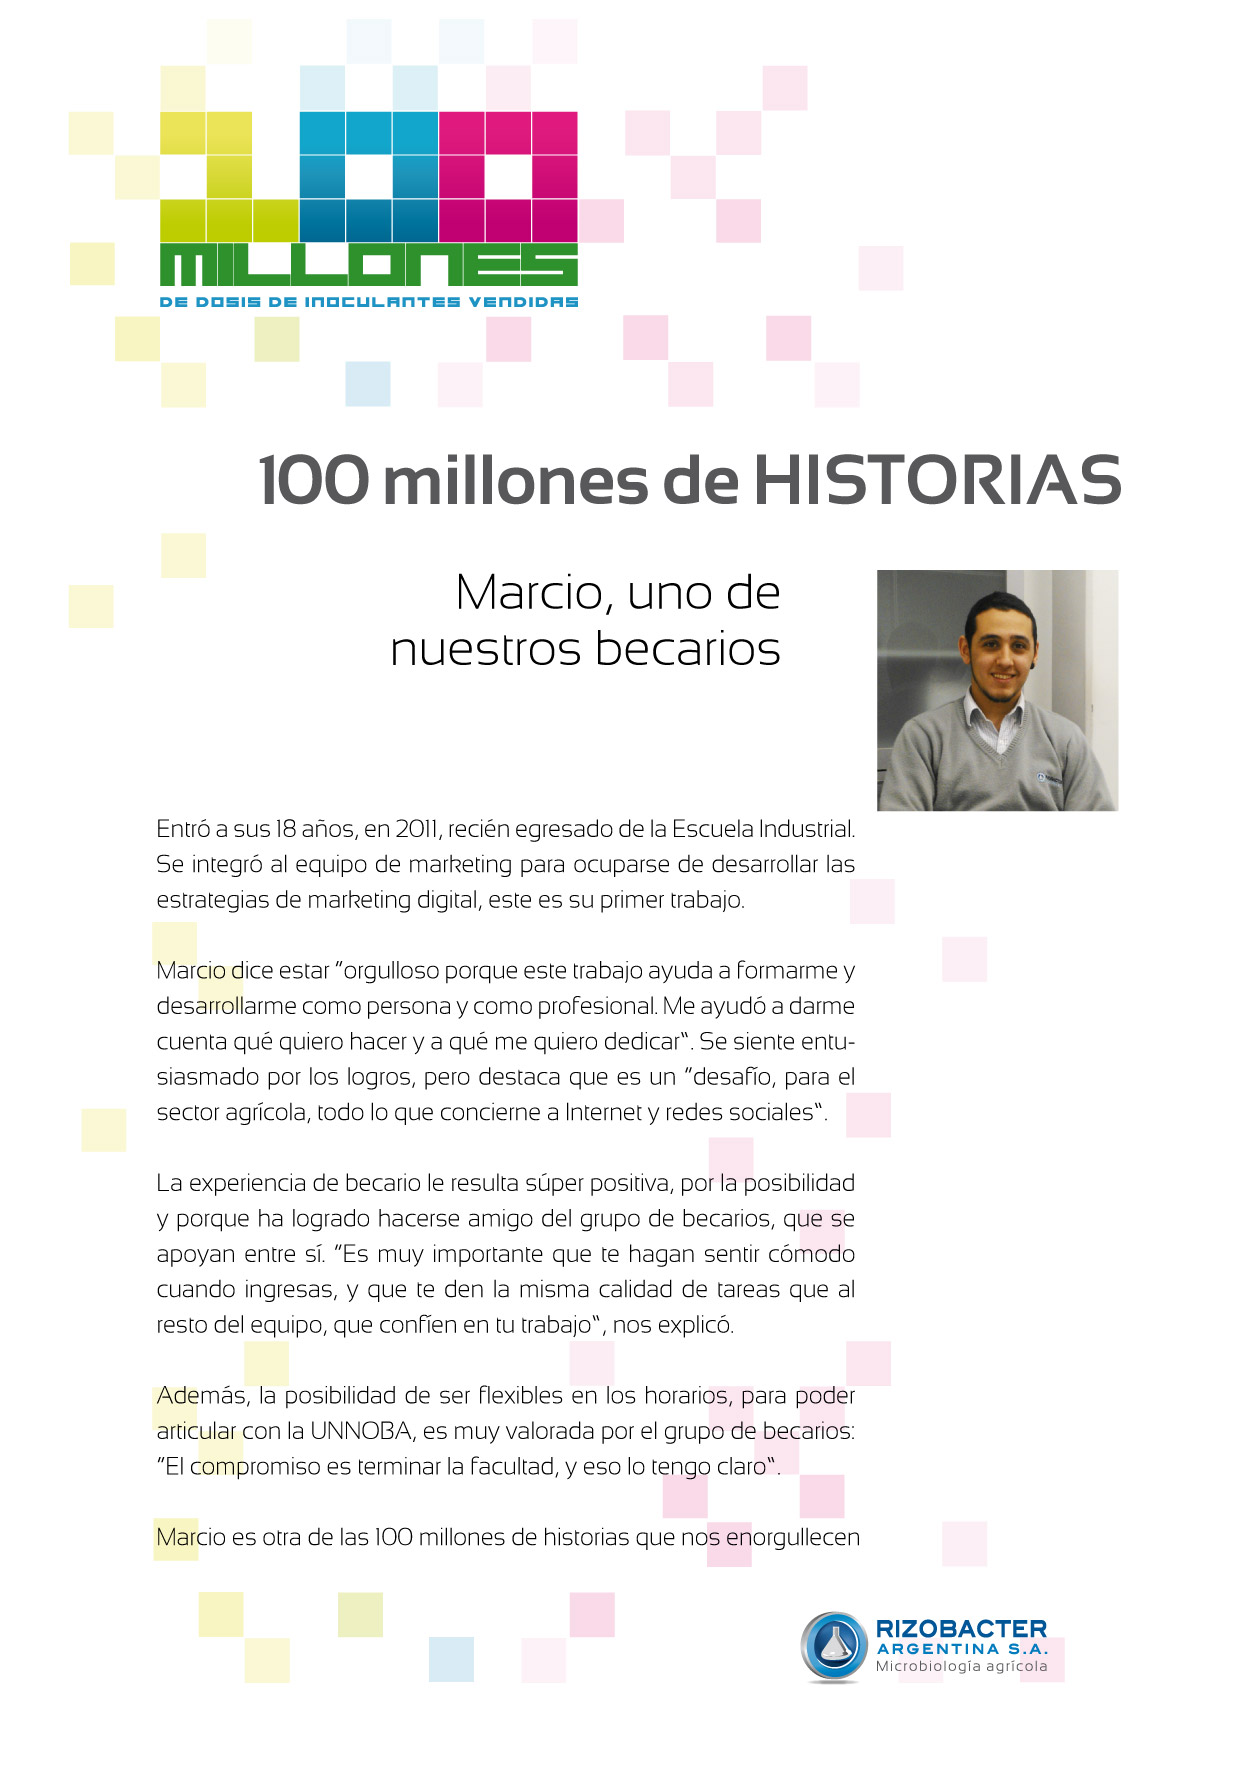 100
MILLONES
DE DOSIS DE INOCULANTES VENDIDAS
100 millones de HISTORIAS
Marcio, uno de
nuestros becarios
Entró a sus 18 años, en 2011, recién egresado de la Escuela Industrial.
Se integró al equipo de marketing para ocuparse de desarrollar las
estrategias de marketing digital, este es su primer trabajo.
Marcio dice estar “orgulloso porque este trabajo ayuda a formarme y
desarrollarme como persona y como profesional. Me ayudó a darme
cuenta qué quiero hacer y a qué me quiero dedicar“. Se siente entu-
siasmado por los logros, pero destaca que es un ”desafío, para el
sector agrícola, todo lo que concierne a Internet y redes sociales“.
La experiencia de becario le resulta súper positiva, por la posibilidad
y porque ha logrado hacerse amigo del grupo de becarios, que se
apoyan entre sí. ”Es muy importante que te hagan sentir cómodo
cuando ingresas, y que te den la misma calidad de tareas que al
resto del equipo, que confíen en tu trabajo“, nos explicó.
Además, la posibilidad de ser flexibles en los horarios, para poder
articular con la UNNOBA, es muy valorada por el grupo de becarios:
”El compromiso es terminar la facultad, y eso lo tengo claro“.
Marcio es otra de las 100 millones de historias que nos enorgullecen
RIZOBACTER
ARGENTINA S.A.
Microbiología agrícola